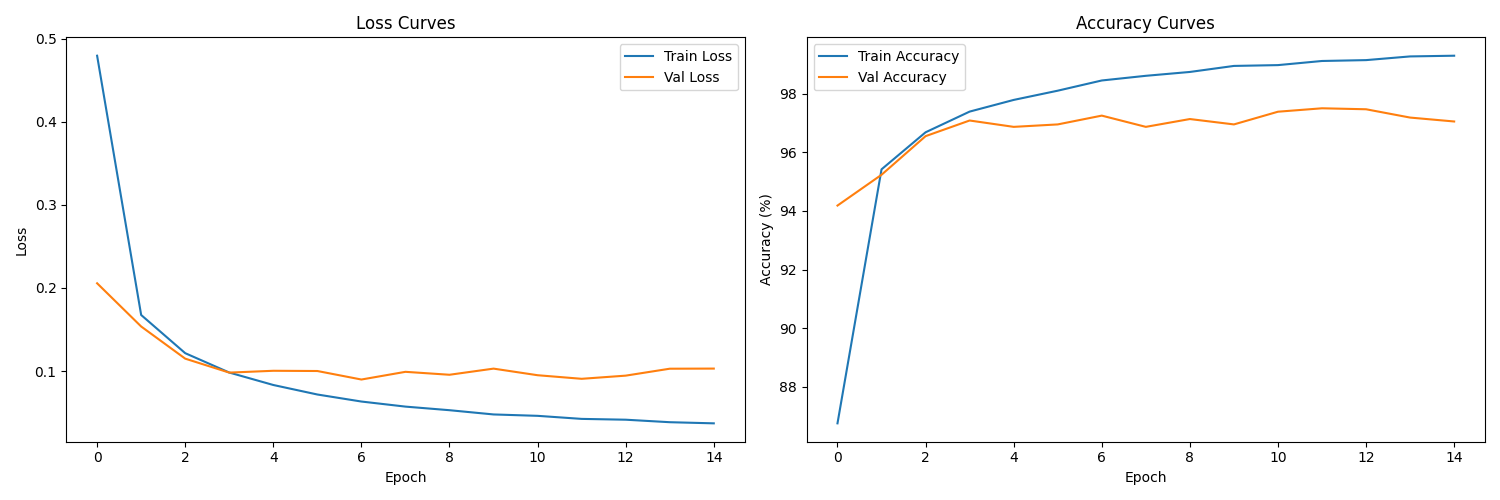 Loss Curves
Loss
0.5
0.4
0.3
0.2
0.1
Train Loss
Val Loss
0 2 4 6 8 10 12 14
Epoch
Accuracy Curves
Accuracy (%)
98
96
94
92
90
88
Train Accuracy
Val Accuracy
0 2 4 6 8 10 12 14
Epoch